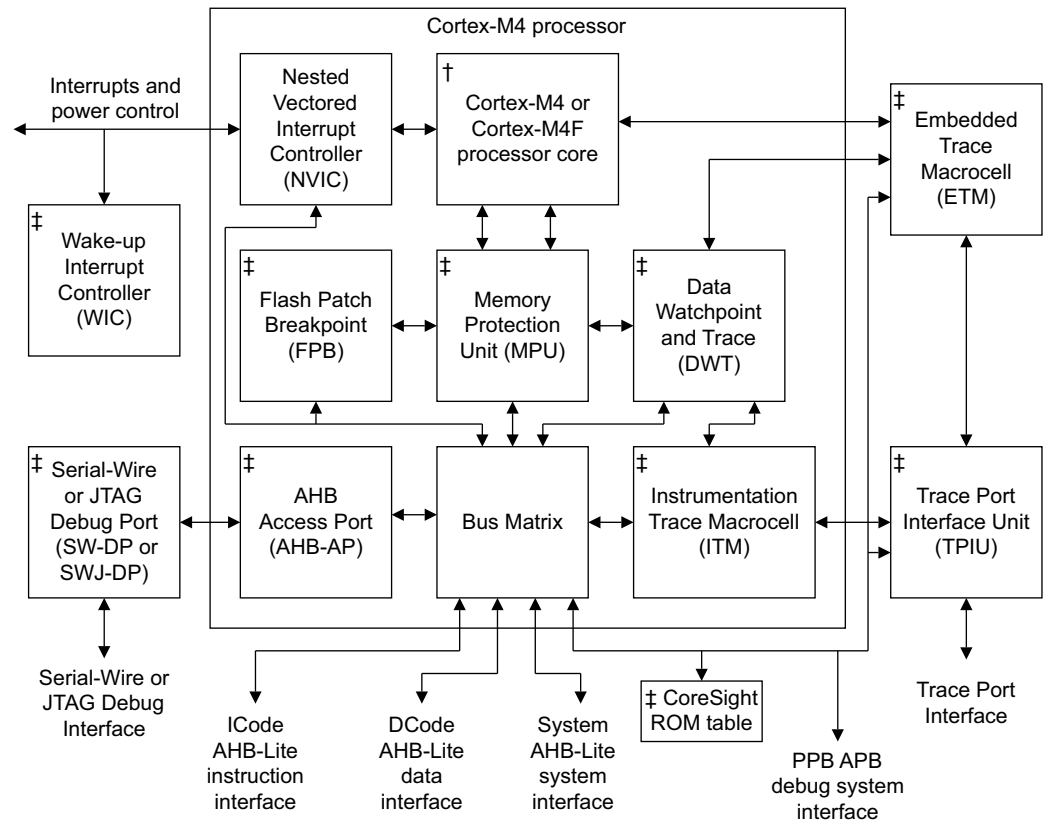 Cortex-M4 processor
Interrupts and
power control
Nested
Vectored
Interrupt
Controller
(NVIC)
†
Cortex-M4 or
Cortex-M4F
processor core
‡
Embedded
Trace
Macrocell
(ETM)
‡
Wake-up
Interrupt
Controller
(WIC)
‡
Flash Patch
Breakpoint
(FPB)
‡
Memory
Protection
Unit (MPU)
‡
Data
Watchpoint
and Trace
(DWT)
‡ Serial-Wire
or JTAG
Debug Port
(SW-DP or
SWJ-DP)
‡
AHB
Access Port
(AHB-AP)
Bus Matrix
‡
Instrumentation
Trace Macrocell
(ITM)
‡
Trace Port
Interface Unit
(TPIU)
Serial-Wire or
JTAG Debug
Interface
ICode
AHB-Lite
instruction
interface
DCode
AHB-Lite
data
interface
System
AHB-Lite
system
interface
‡ CoreSight
ROM table
PPB APB
debug system
interface
Trace Port
Interface